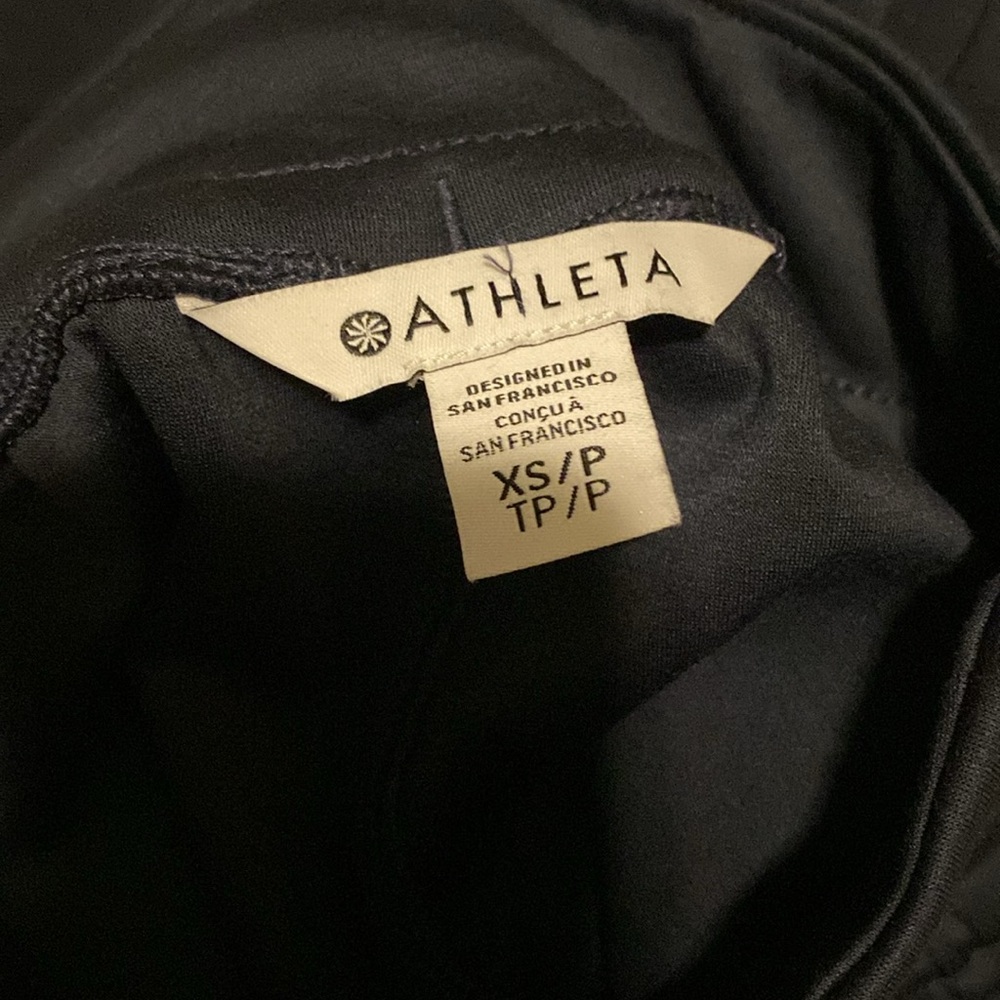 ATHLETA
DESIGNED IN
SAN FRANCISCO
CONÇU À
SAN FRANCISCO
XS/P
TP/P